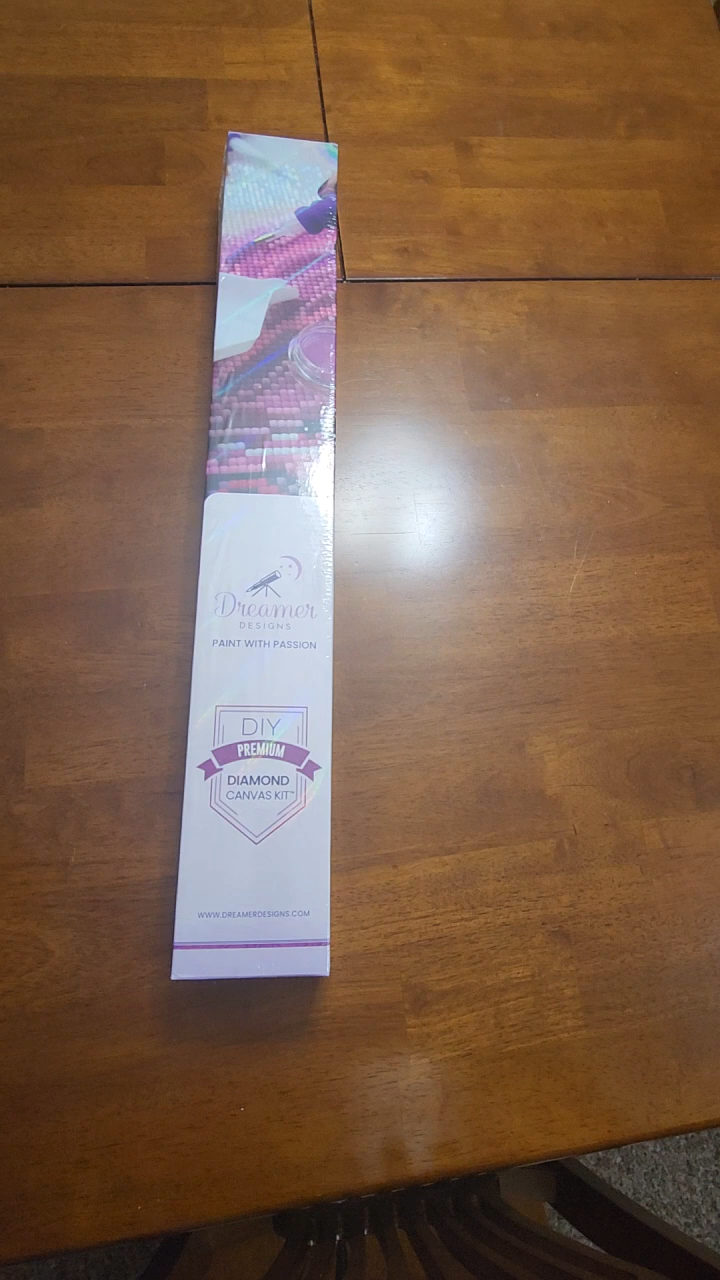 Dreamer
DESIGNS
PAINT WITH PASSION
DIY
PREMIUM
DIAMOND
CANVAS KIT™
WWW.DREAMERDESIGNS.COM